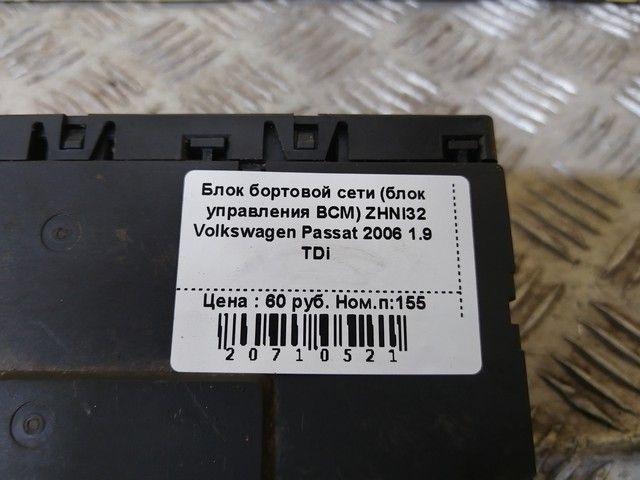 Блок бортовой сети (блок
управления BCM) ZHNI32
Volkswagen Passat 2006 1.9
TDi
Цена : 60 руб. Ном.п:155
20710521